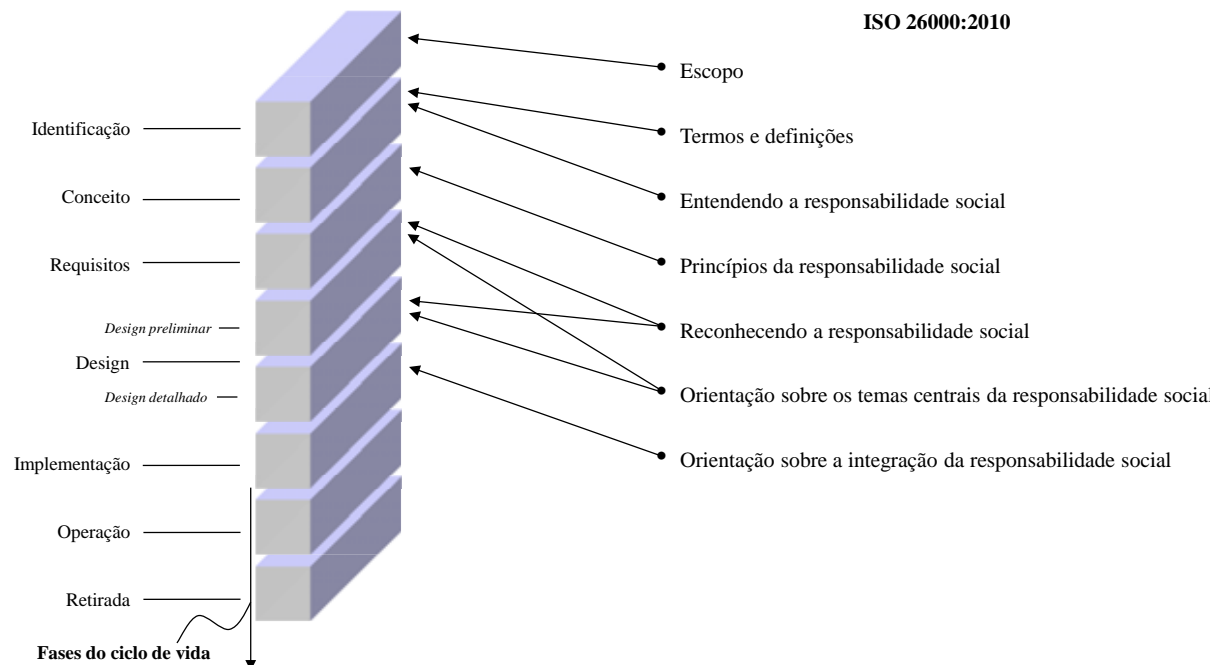 ISO 26000:2010
Escopo
Termos e definições
Entendendo a responsabilidade social
Princípios da responsabilidade social
Reconhecendo a responsabilidade social
Orientação sobre os temas centrais da responsabilidade social
Orientação sobre a integração da responsabilidade social
Identificação
Conceito
Requisitos
Design preliminar
Design
Design detalhado
Implementação
Operação
Retirada
Fases do ciclo de vida